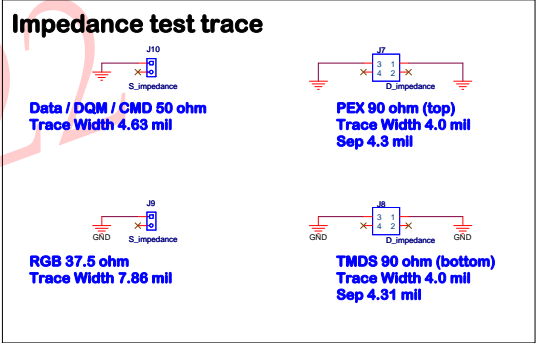 Impedance test trace
J10
S_impedance
Data / DQM / CMD 50 ohm
Trace Width 4.63 mil
J7
3 1
4 2
D_impedance
PEX 90 ohm (top)
Trace Width 4.0 mil
Sep 4.3 mil
J9
GND
S_impedance
RGB 37.5 ohm
Trace Width 7.86 mil
J8
3 1
4 2
GND
GND
D_impedance
TMDS 90 ohm (bottom)
Trace Width 4.0 mil
Sep 4.31 mil